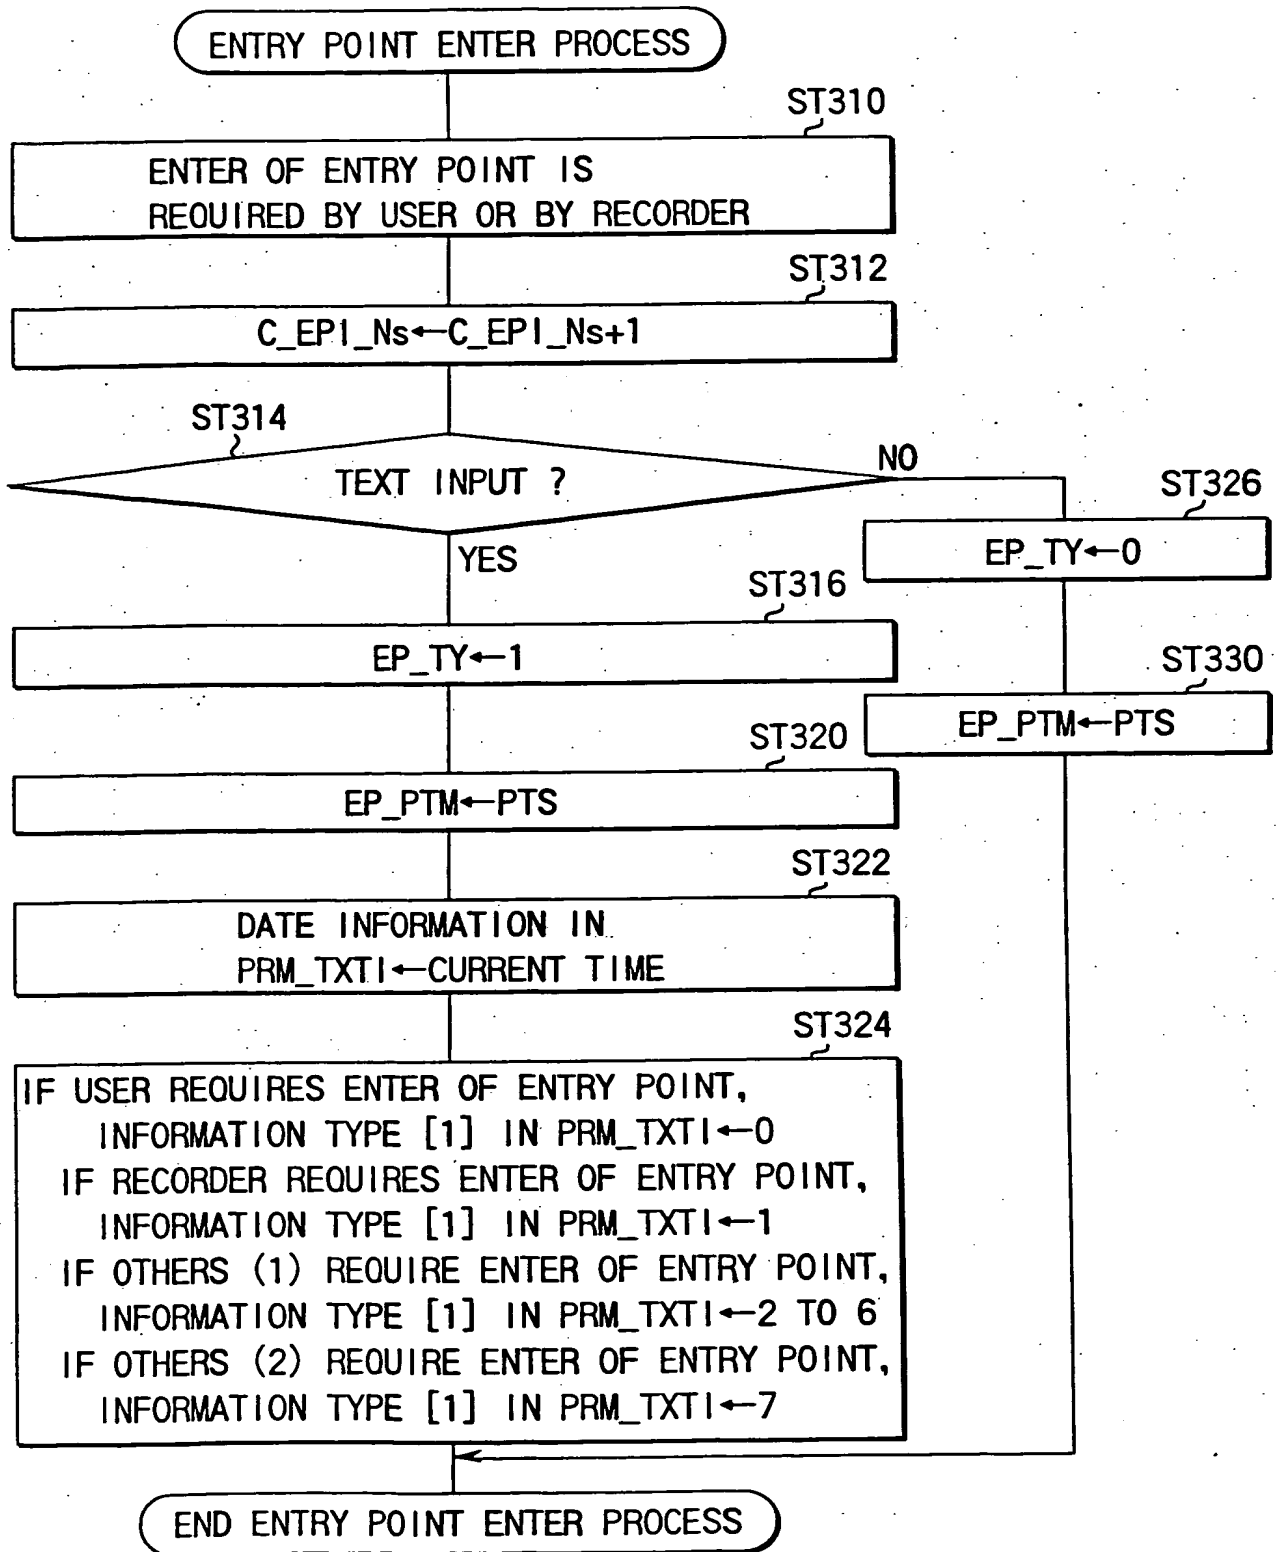 ENTRY POINT ENTER PROCESS
ST310
ENTER OF ENTRY POINT IS
REQUIRED BY USER OR BY RECORDER
ST312
C_EPI_Ns←C_EPI_Ns+1
ST314
TEXT INPUT ?
NO
YES
ST326
EP_TY←0
ST316
EP_TY←1
ST330
EP_PTM←PTS
ST320
EP_PTM←PTS
ST322
DATE INFORMATION IN
PRM_TXTI←CURRENT TIME
ST324
IF USER REQUIRES ENTER OF ENTRY POINT,
INFORMATION TYPE [1] IN PRM_TXTI←0
IF RECORDER REQUIRES ENTER OF ENTRY POINT,
INFORMATION TYPE [1] IN PRM_TXTI←1
IF OTHERS (1) REQUIRE ENTER OF ENTRY POINT,
INFORMATION TYPE [1] IN PRM_TXTI←2 TO 6
IF OTHERS (2) REQUIRE ENTER OF ENTRY POINT,
INFORMATION TYPE [1] IN PRM_TXTI←7
END ENTRY POINT ENTER PROCESS